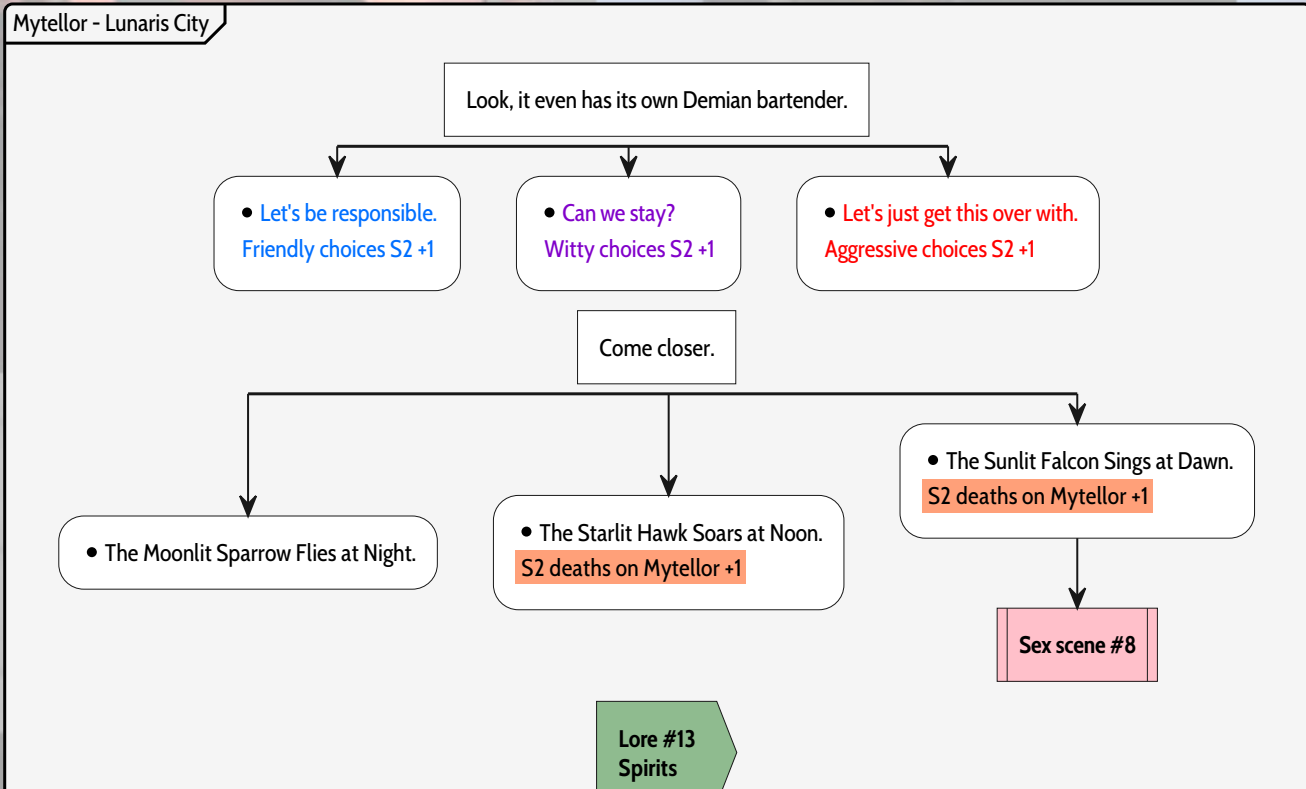 Mytellor - Lunaris City
Look, it even has its own Demian bartender.
• Let's be responsible.
Friendly choices S2 +1
• Can we stay?
Witty choices S2 +1
• Let's just get this over with.
Aggressive choices S2 +1
Come closer.
• The Moonlit Sparrow Flies at Night.
• The Starlit Hawk Soars at Noon.
S2 deaths on Mytellor +1
• The Sunlit Falcon Sings at Dawn.
S2 deaths on Mytellor +1
Sex scene #8
Lore #13
Spirits